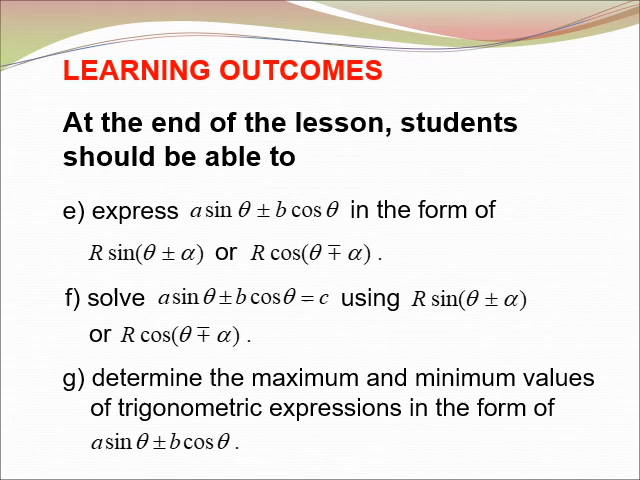 LEARNING OUTCOMES
At the end of the lesson, students
should be able to
e) express a sin θ ± b cos θ in the form of
R sin(θ ± α) or R cos(θ ∓ α) .
f) solve a sin θ ± b cos θ = c using R sin(θ ± α)
or R cos(θ ∓ α) .
g) determine the maximum and minimum values
of trigonometric expressions in the form of
a sin θ ± b cos θ .